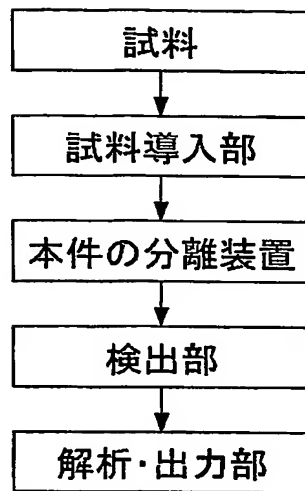 試料
試料導入部
本件の分離装置
検出部
解析・出力部